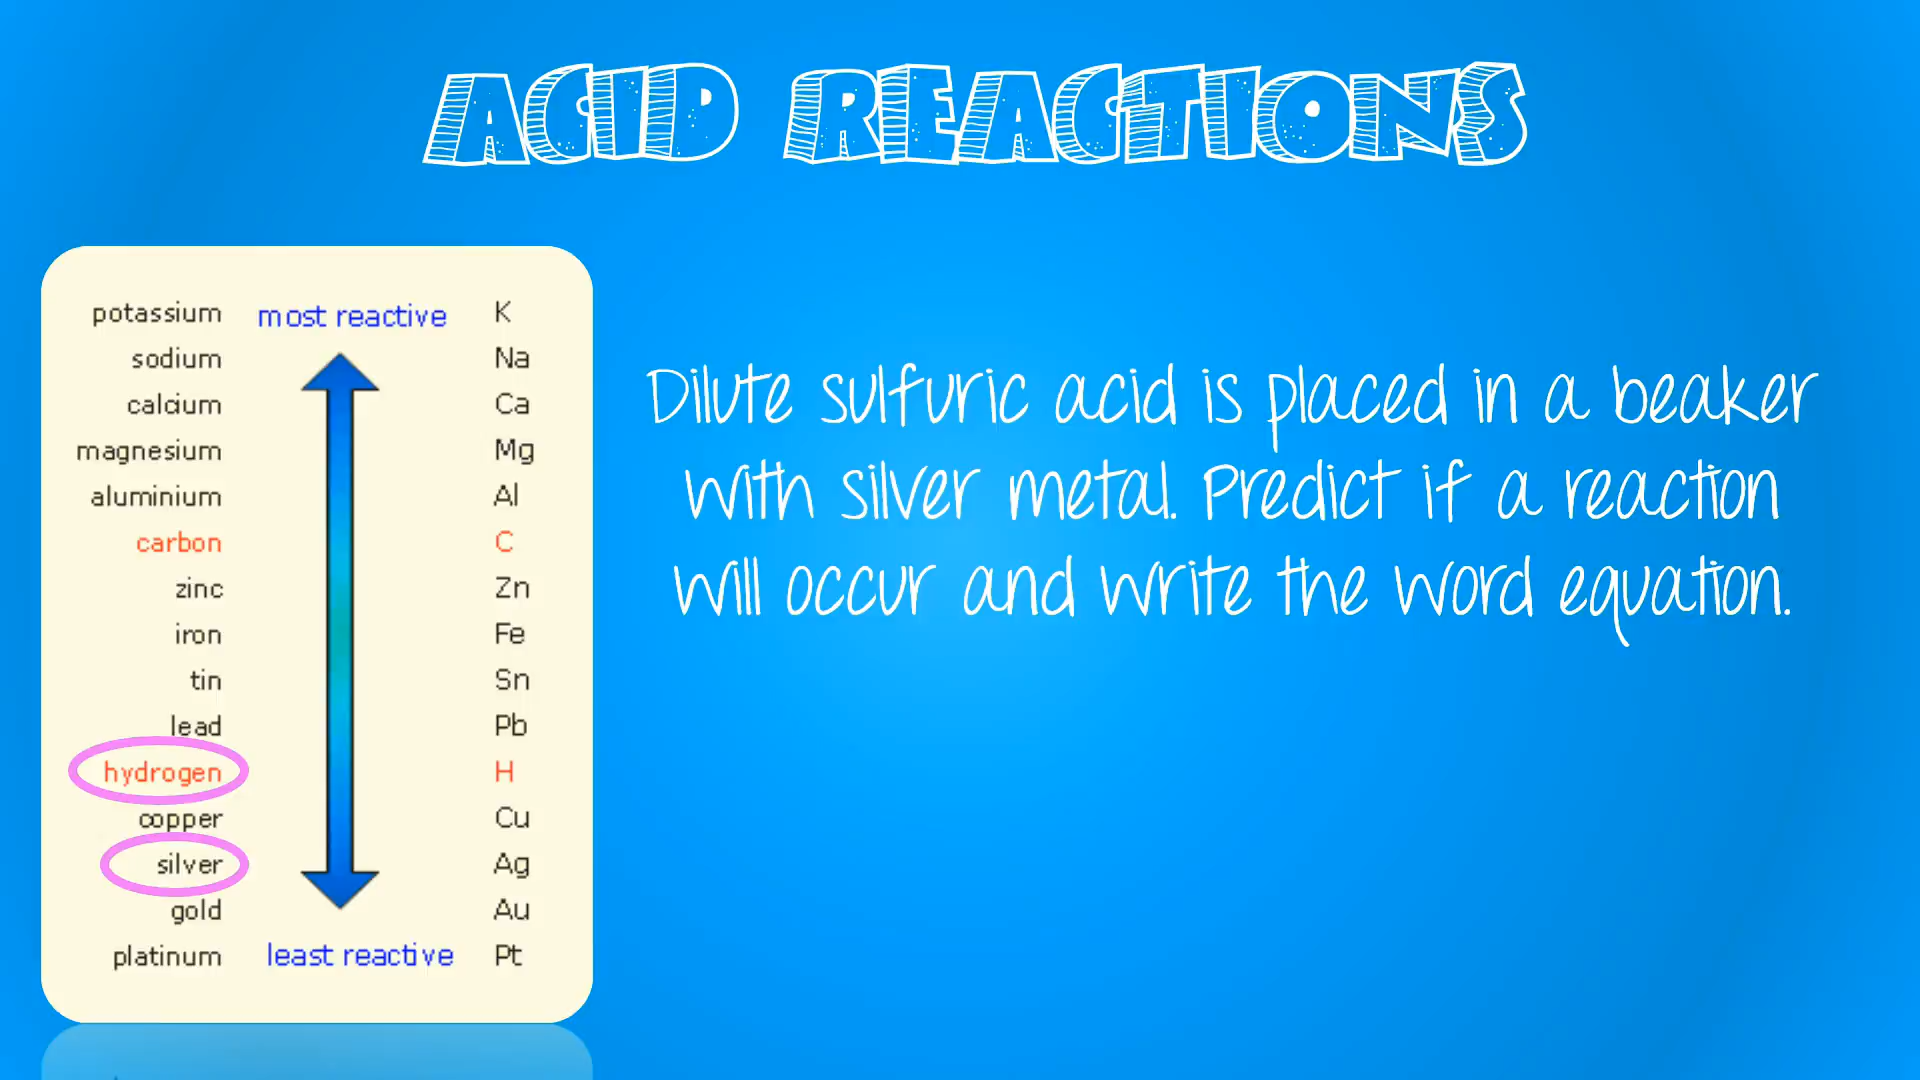 ACID REACTIONS
potassium most reactive K
sodium Na
calcium Ca
magnesium Mg
aluminium Al
carbon C
zinc Zn
iron Fe
tin Sn
lead Pb
hydrogen H
copper Cu
silver Ag
gold Au
platinum least reactive Pt
Dilute sulfuric acid is placed in a beaker
with silver metal. Predict if a reaction
will occur and write the word equation.